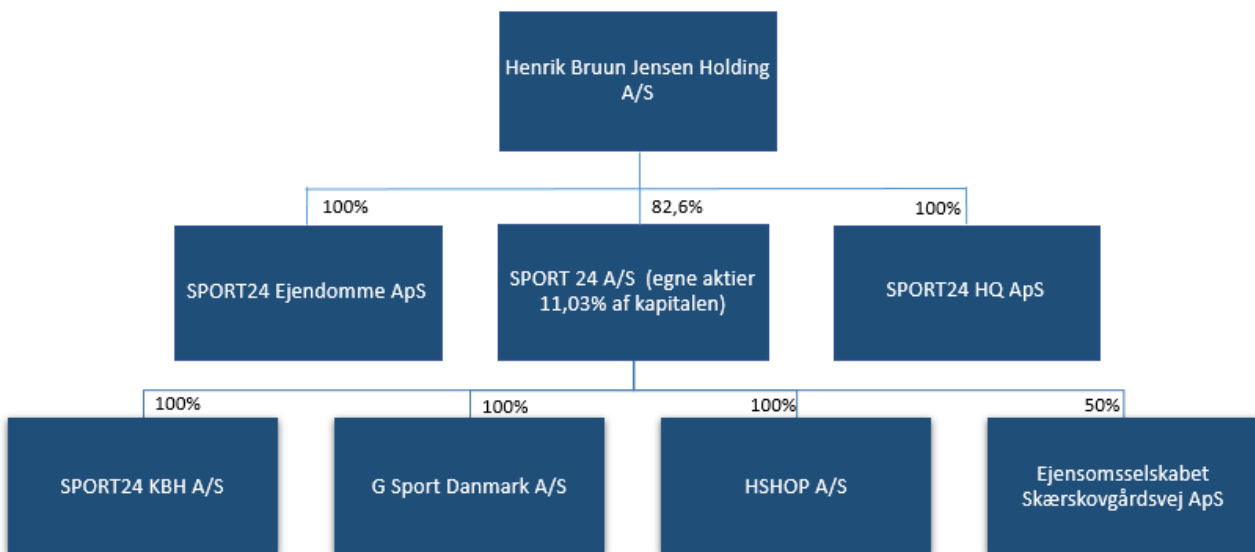 Henrik Bruun Jensen Holding
A/S
100%
82,6%
100%
SPORT24 Ejendomme ApS
SPORT 24 A/S (egne aktier
11,03% af kapitalen)
SPORT24 HQ ApS
100%
100%
100%
50%
SPORT24 KBH A/S
G Sport Danmark A/S
HSHOP A/S
Ejensomsselskabet
Skærskovgårdsvej ApS